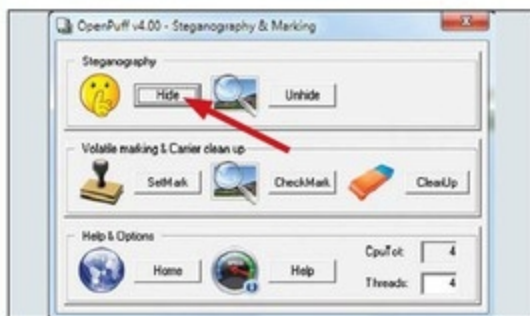 OpenPuff v4.00 - Steganography & Marking
Steganography
Hide
Unhide
Volatile marking & Carrier clean up
SetMark
CheckMark
CleanUp
Help & Options
Home
Help
CpuTot: 4
Threads: 4